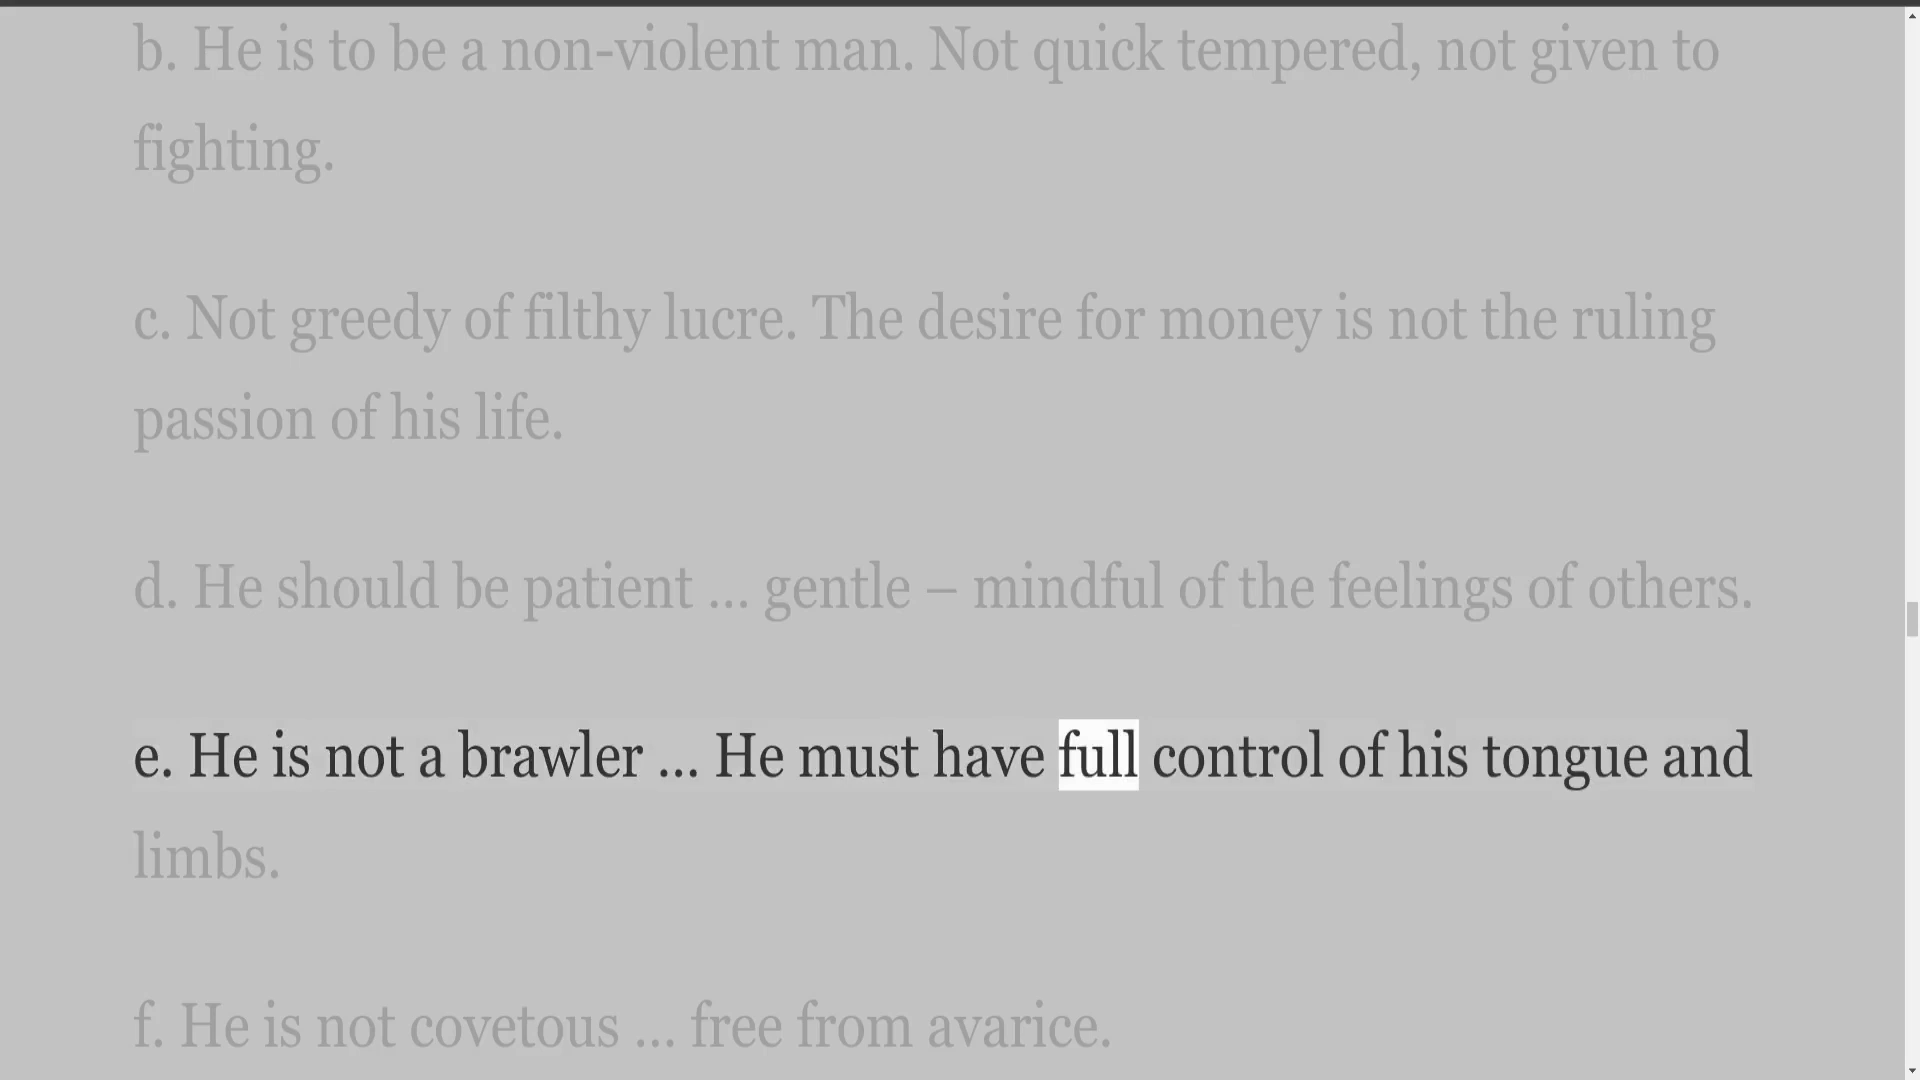 b. He is to be a non-violent man. Not quick tempered, not given to
fighting.
c. Not greedy of filthy lucre. The desire for money is not the ruling
passion of his life.
d. He should be patient ... gentle – mindful of the feelings of others.
e. He is not a brawler ... He must have full control of his tongue and
limbs.
f. He is not covetous ... free from avarice.